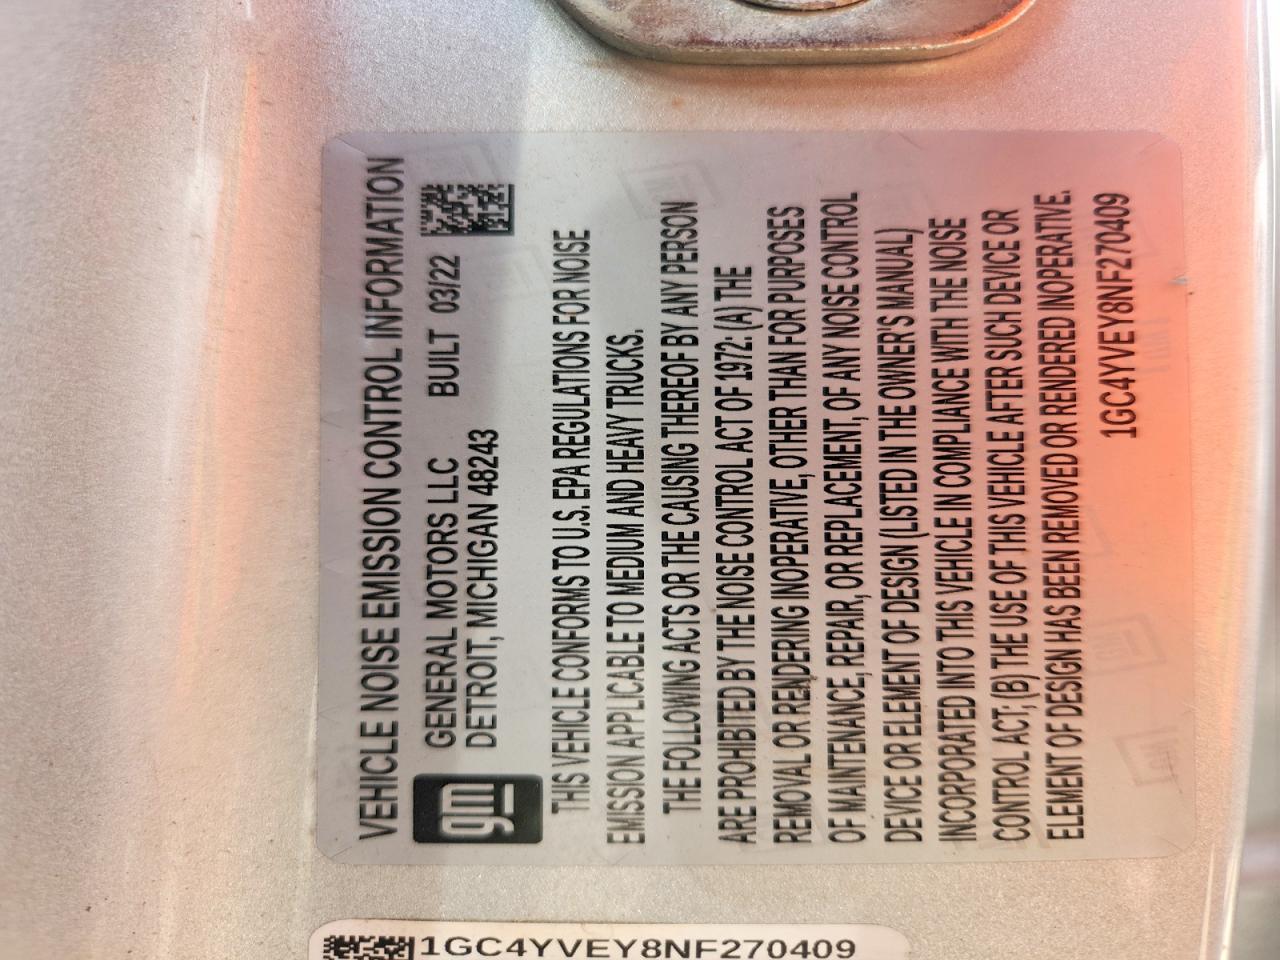 VEHICLE NOISE EMISSION CONTROL INFORMATION
gm
GENERAL MOTORS LLC BUILT 03/22
DETROIT, MICHIGAN 48243
THIS VEHICLE CONFORMS TO U.S. EPA REGULATIONS FOR NOISE
EMISSION APPLICABLE TO MEDIUM AND HEAVY TRUCKS.
THE FOLLOWING ACTS OR THE CAUSING THEREOF BY ANY PERSON
ARE PROHIBITED BY THE NOISE CONTROL ACT OF 1972: (A) THE
REMOVAL OR RENDERING INOPERATIVE, OTHER THAN FOR PURPOSES
OF MAINTENANCE, REPAIR, OR REPLACEMENT, OF ANY NOISE CONTROL
DEVICE OR ELEMENT OF DESIGN (LISTED IN THE OWNER'S MANUAL)
INCORPORATED INTO THIS VEHICLE IN COMPLIANCE WITH THE NOISE
CONTROL ACT, (B) THE USE OF THIS VEHICLE AFTER SUCH DEVICE OR
ELEMENT OF DESIGN HAS BEEN REMOVED OR RENDERED INOPERATIVE.
1GC4YVEY8NF270409
1GC4YVEY8NF270409